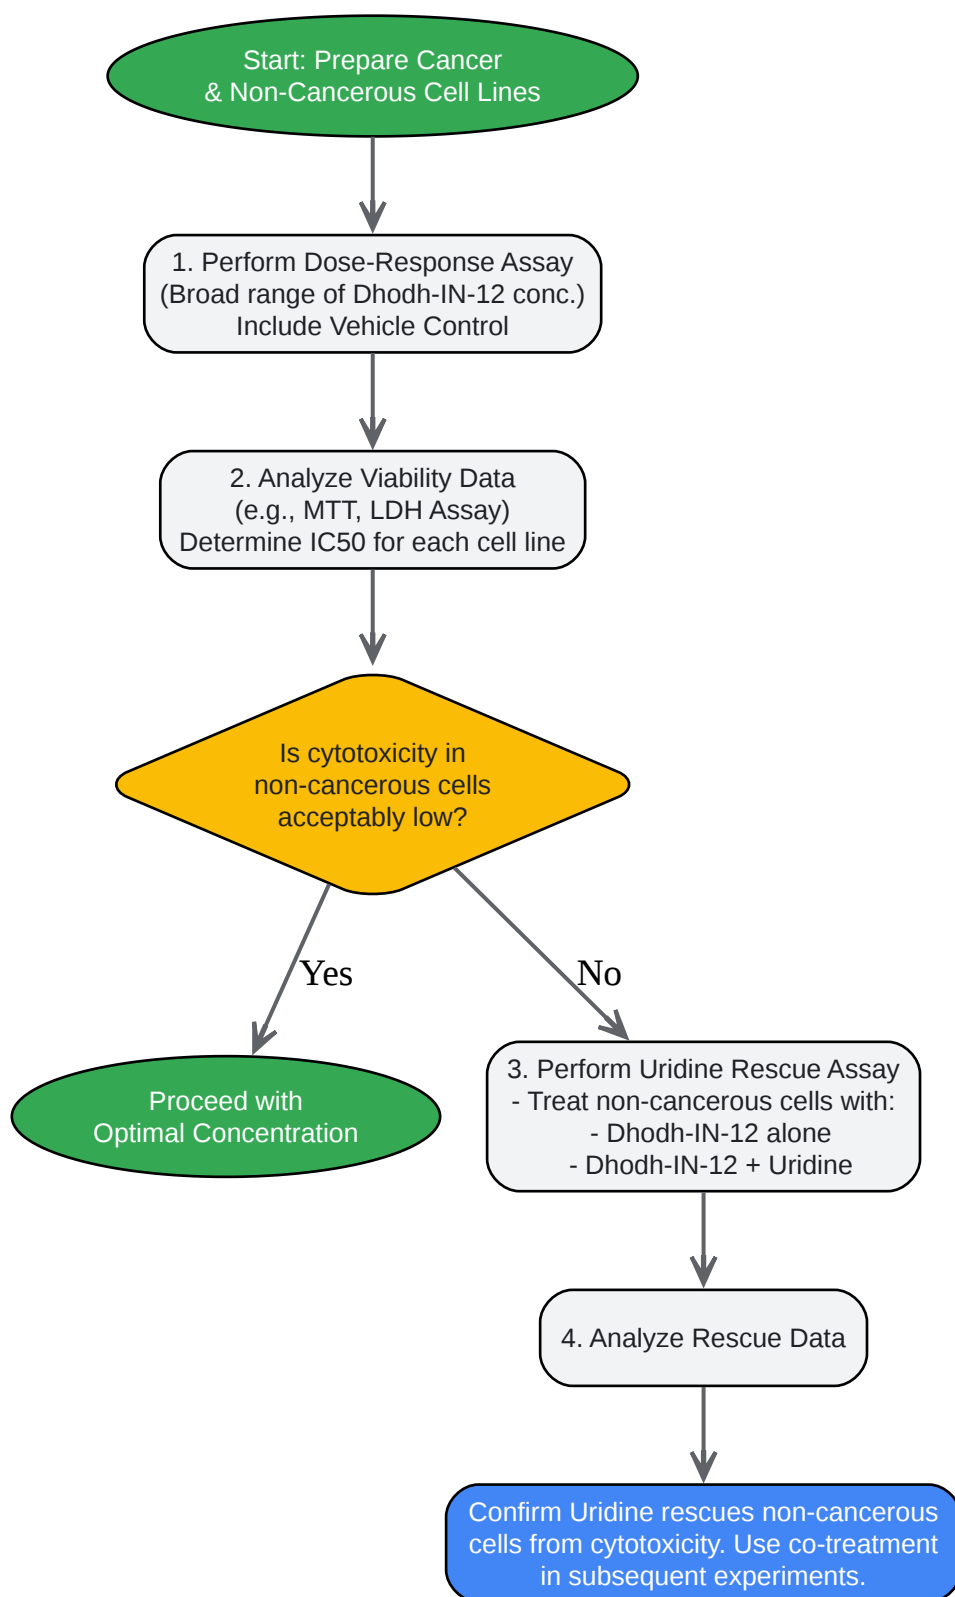 Start: Prepare Cancer
& Non-Cancerous Cell Lines
1. Perform Dose-Response Assay
(Broad range of Dhodh-IN-12 conc.)
Include Vehicle Control
2. Analyze Viability Data
(e.g., MTT, LDH Assay)
Determine IC50 for each cell line
Is cytotoxicity in
non-cancerous cells
acceptably low?
Yes
No
Proceed with
Optimal Concentration
3. Perform Uridine Rescue Assay
- Treat non-cancerous cells with:
- Dhodh-IN-12 alone
- Dhodh-IN-12 + Uridine
4. Analyze Rescue Data
Confirm Uridine rescues non-cancerous
cells from cytotoxicity. Use co-treatment
in subsequent experiments.